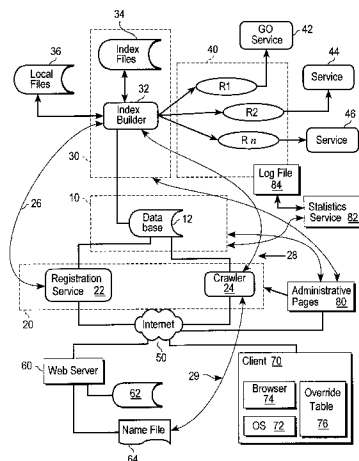 34
Index
Files
36
Local
Files
40
GO
Service
42
32
Index
Builder
R1
R2
R n
44
Service
46
Service
30
Log File
84
10
26
Data
base
12
Statistics
Service 82
28
Registration
Service 22
Crawler
24
Administrative
Pages
80
20
Internet
50
60
Web Server
29
62
Name File
64
Client 70
Browser
74
OS 72
Override
Table
76